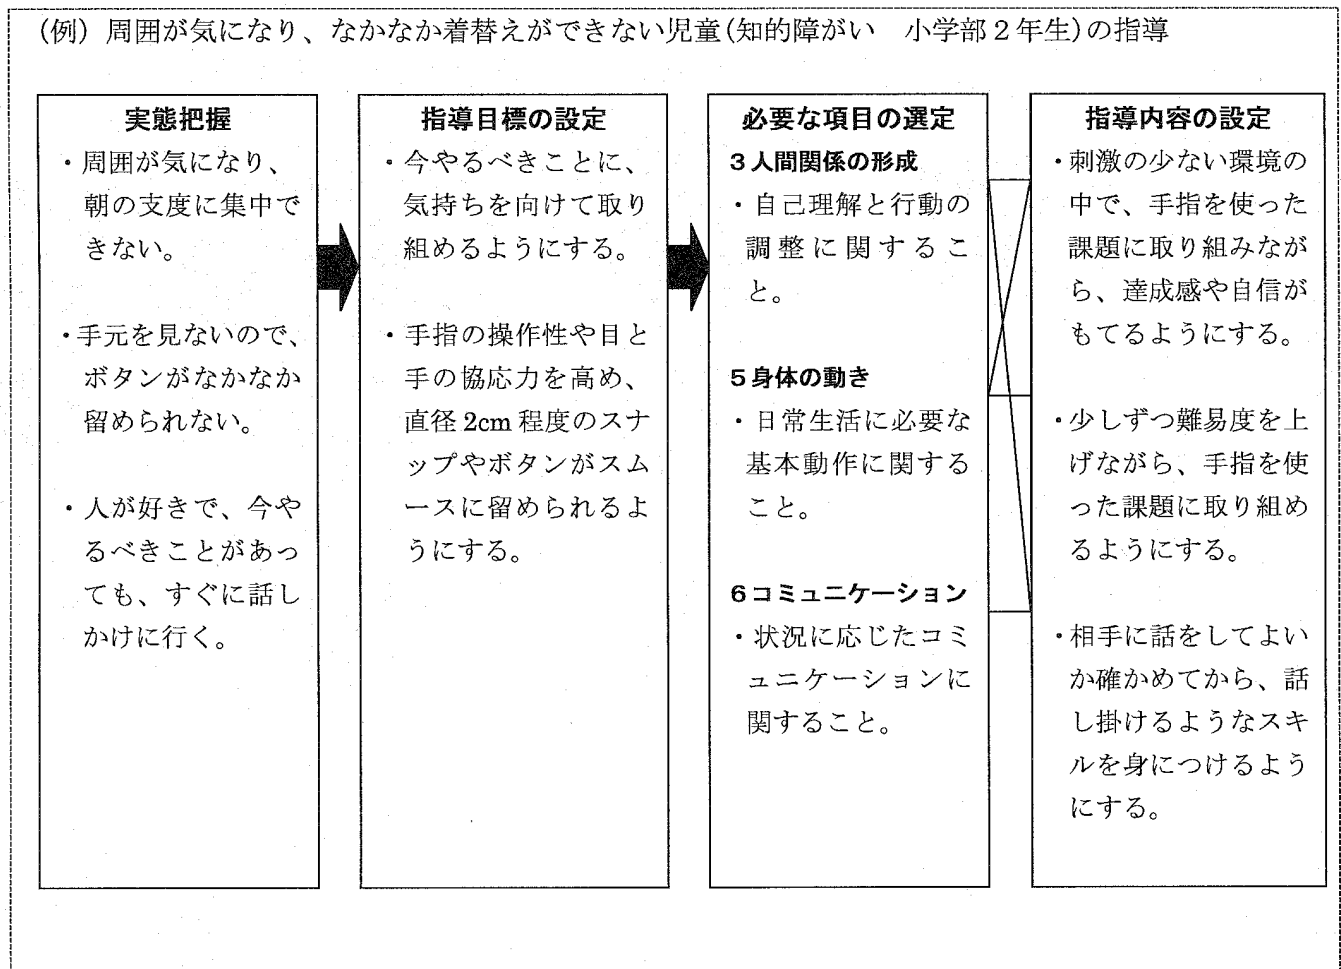 (例) 周囲が気になり、なかなか着替えができない児童(知的障がい　小学部２年生)の指導
実態把握
・周囲が気になり、
朝の支度に集中で
きない。
・手元を見ないので、
ボタンがなかなか
留められない。
・人が好きで、今や
るべきことがあっ
ても、すぐに話し
かけに行く。
指導目標の設定
・今やるべきことに、
気持ちを向けて取り
組めるようにする。
・手指の操作性や目と
手の協応力を高め、
直径 2cm 程度のスナ
ップやボタンがスム
ースに留められるよ
うにする。
必要な項目の選定
３人間関係の形成
・自己理解と行動の
調整に関するこ
と。
５身体の動き
・日常生活に必要な
基本動作に関する
こと。
６コミュニケーション
・状況に応じたコミ
ュニケーションに
関すること。
指導内容の設定
・刺激の少ない環境の
中で、手指を使った
課題に取り組みなが
ら、達成感や自信が
もてるようにする。
・少しずつ難易度を上
げながら、手指を使
った課題に取り組め
るようにする。
・相手に話をしてよい
か確かめてから、話
し掛けるようなスキ
ルを身につけるよう
にする。